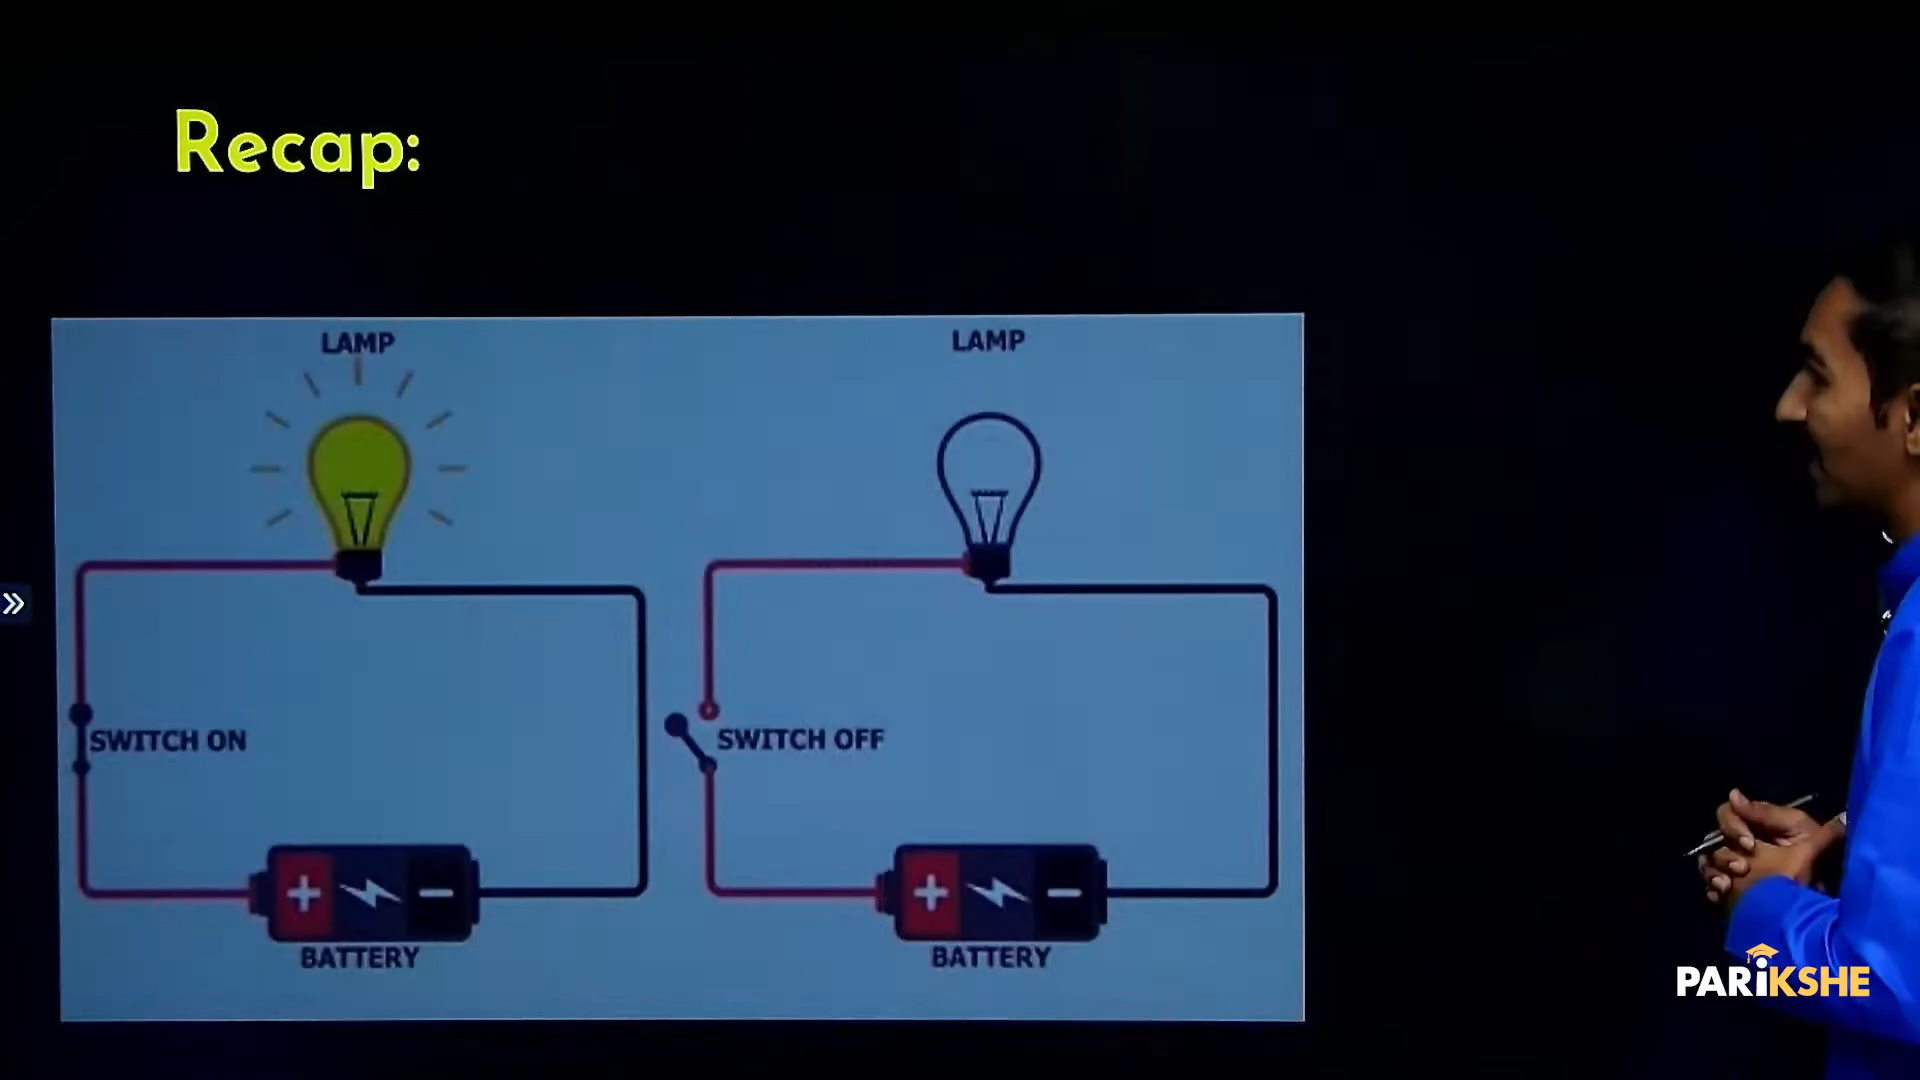 Recap:
LAMP
LAMP
SWITCH ON
SWITCH OFF
+
−
+
−
BATTERY
BATTERY
PARiKSHE